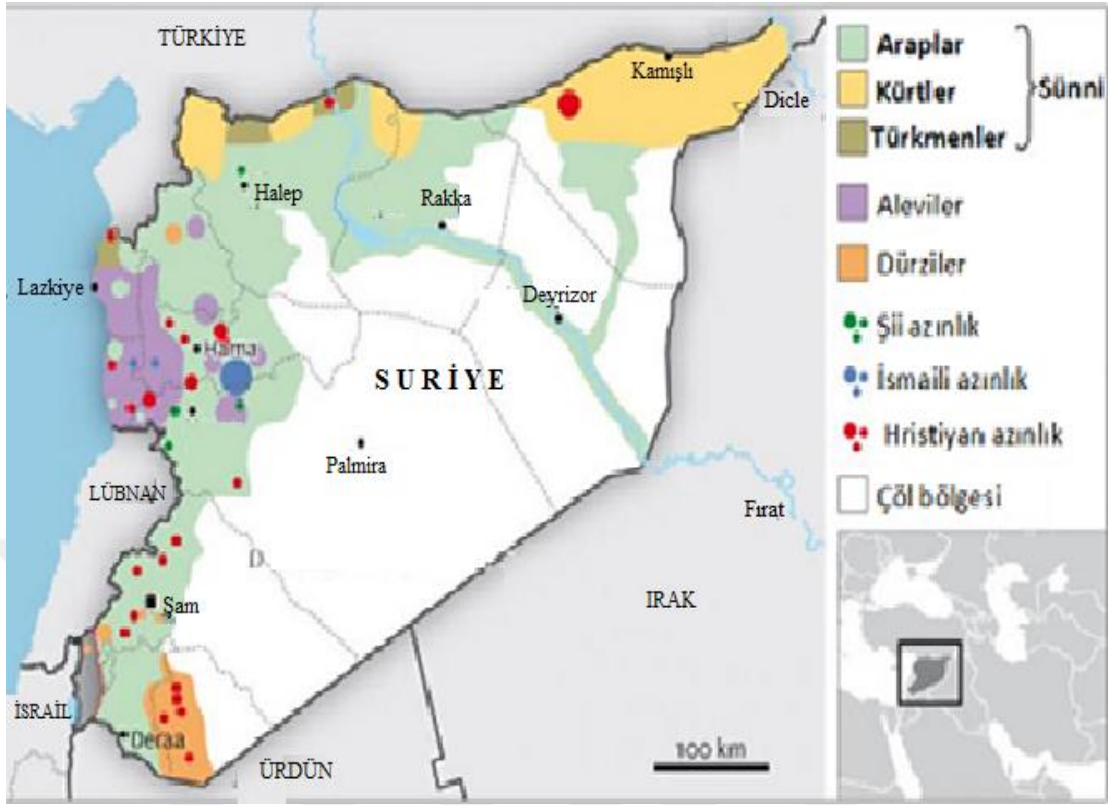 TÜRKİYE
Kamışlı
Dicle
Halep
Rakka
Lazkiye
Deyrizor
Hama
SURİYE
Palmira
LÜBNAN
Fırat
D
Şam
IRAK
İSRAİL
Deraa
ÜRDÜN
100 km
Araplar
Kürtler
Sünni
Türkmenler
Aleviler
Dürziler
Şii azınlık
İsmaili azınlık
Hristiyan azınlık
Çöl bölgesi